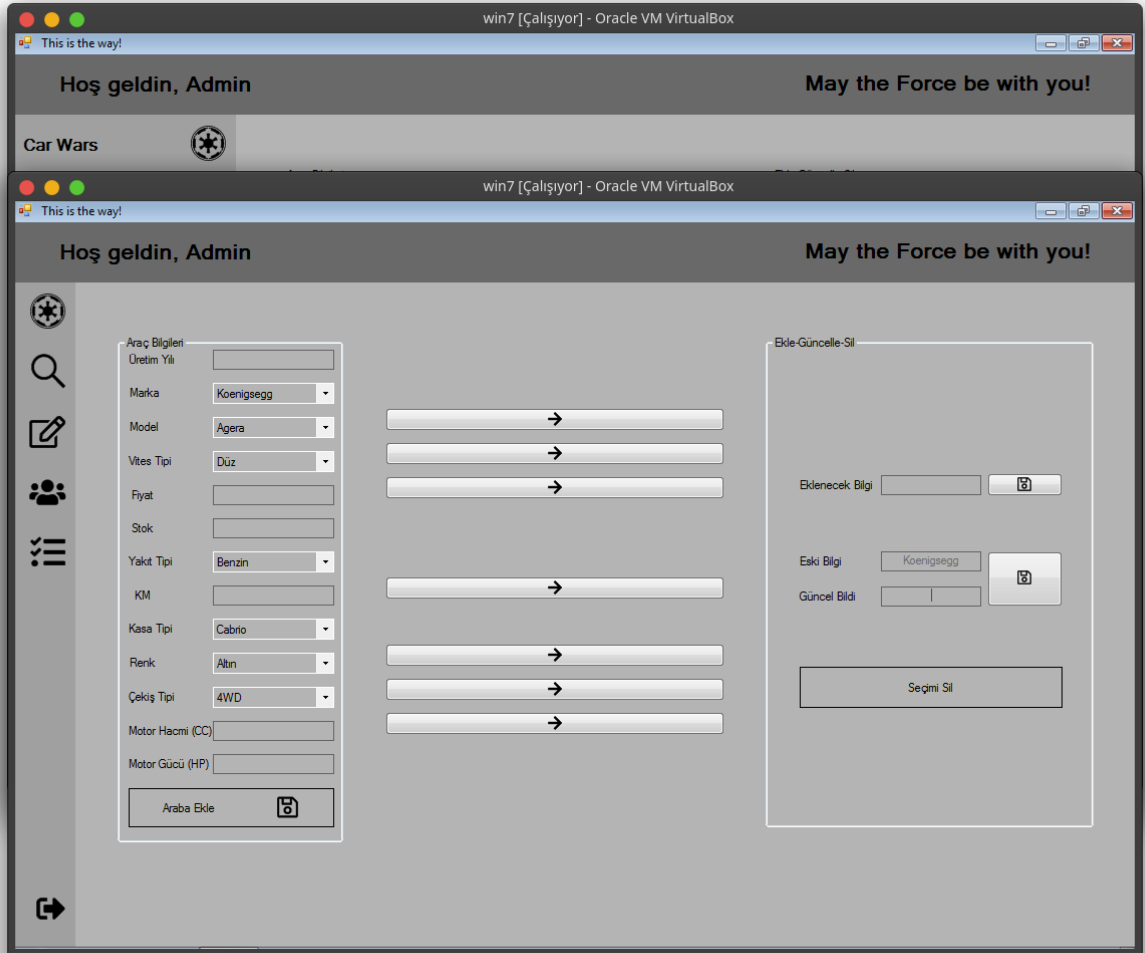 win7 [Çalışıyor] - Oracle VM VirtualBox
This is the way!
Hoş geldin, Admin
May the Force be with you!
Car Wars
win7 [Çalışıyor] - Oracle VM VirtualBox
This is the way!
Hoş geldin, Admin
May the Force be with you!
Araç Bilgileri
Üretim Yılı
Marka
Koenigsegg
Model
Agera
Vites Tipi
Düz
Fiyat
Stok
Yakıt Tipi
Benzin
KM
Kasa Tipi
Cabrio
Renk
Altın
Çekiş Tipi
4WD
Motor Hacmi (CC)
Motor Gücü (HP)
Araba Ekle
Ekle-Güncelle-Sil
Eklenecek Bilgi
Eski Bilgi
Koenigsegg
Güncel Bildi
Seçimi Sil